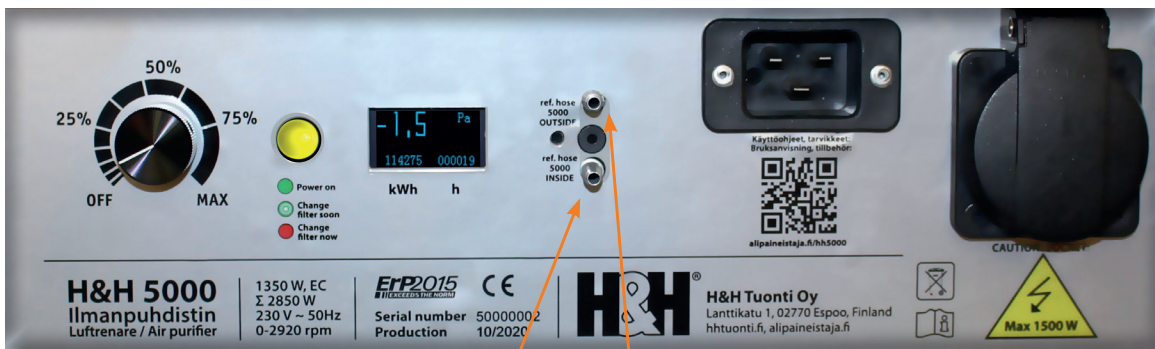 50%
25%
75%
OFF
MAX
Power on
Change
filter soon
Change
filter now
-1,5 Pa
114275 000019
kWh h
ref. hose
5000
OUTSIDE
ref. hose
5000
INSIDE
Käyttöohjeet, tarvikkeet:
Bruksanvisning, tillbehör:
alipaineistaja.fi/hh5000
H&H 5000
Ilmanpuhdistin
Luftrenare / Air purifier
1350 W, EC
Σ 2850 W
230 V ~ 50Hz
0-2920 rpm
ErP2015
EXCEEDS THE NORM
CE
Serial number 50000002
Production 10/2020
H&H®
H&H Tuonti Oy
Lanttikatu 1, 02770 Espoo, Finland
hhtuonti.fi, alipaineistaja.fi
CAUTION
Max 1500 W